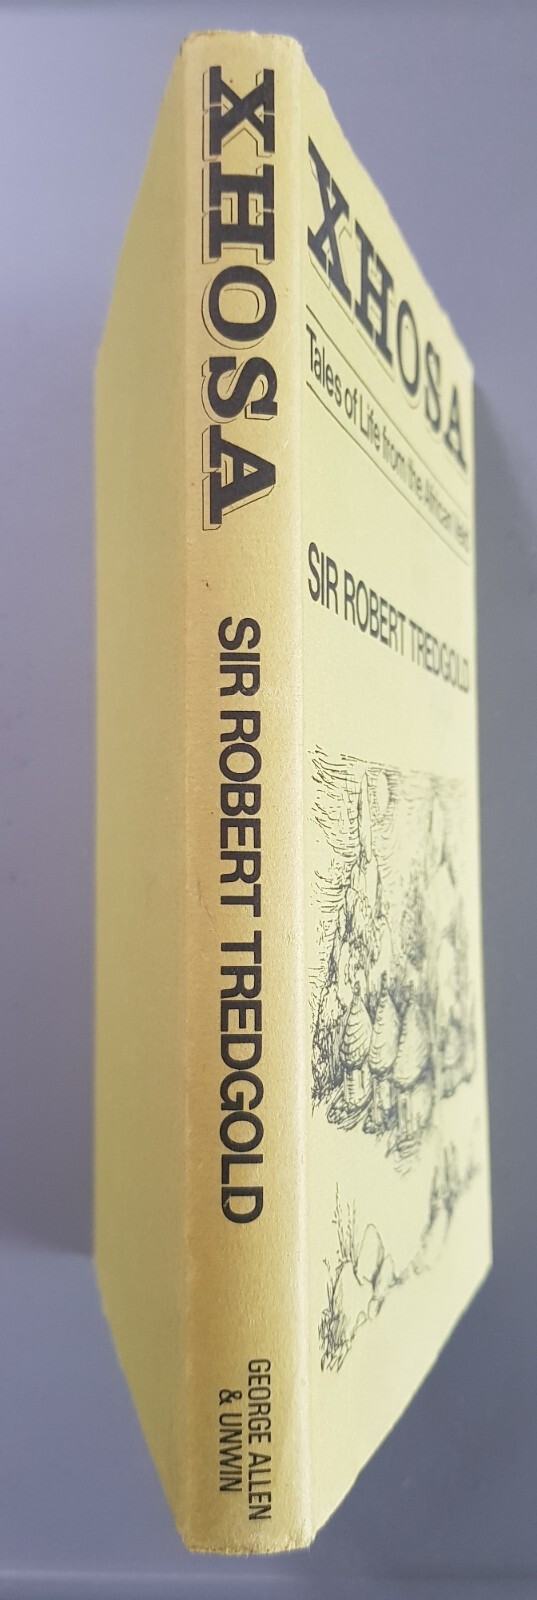 XHOSA
SIR ROBERT TREDGOLD
GEORGE ALLEN
& UNWIN
XHOSA
Tales of Life from the African Veld
SIR ROBERT TREDGOLD